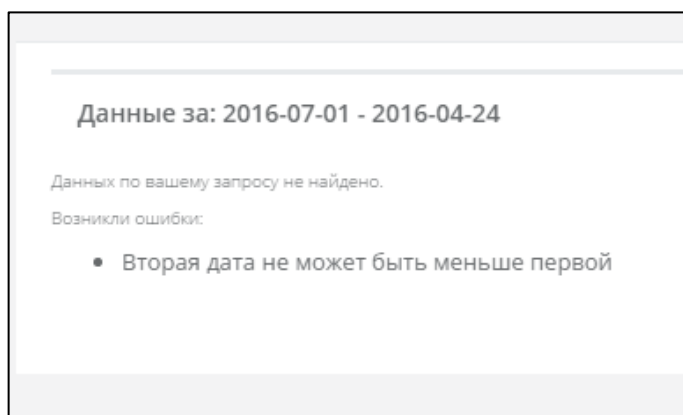 Данные за: 2016-07-01 - 2016-04-24
Данных по вашему запросу не найдено.
Возникли ошибки:
• Вторая дата не может быть меньше первой